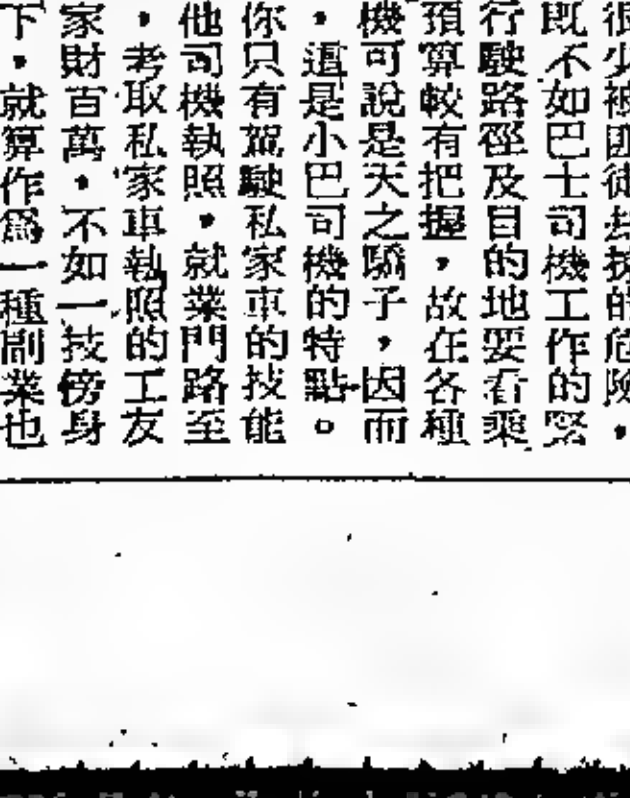 很少被匪徒劫掠的危險，
既不如巴士司機工作的緊
行駛路徑及目的地要看乘
預算較有把握，故在各種
機可說是天之驕子，因而
，這是小巴司機的特點。
你只有駕駛私家車的技能
他司機執照，就業門路至
，考取私家車執照的工友
家財百萬，不如一技傍身
下，就算作爲一種副業也